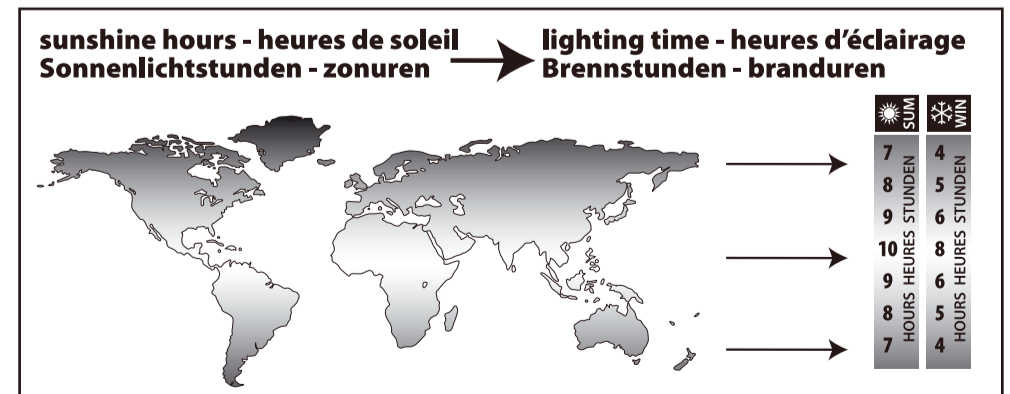 sunshine hours - heures de soleil
Sonnenlichtstunden - zonuren
lighting time - heures d'éclairage
Brennstunden - branduren
SUM WIN
7 4
8 5
9 6
10 8
9 6
8 5
7 4
HOURS HEURES STUNDEN
HOURS HEURES STUNDEN